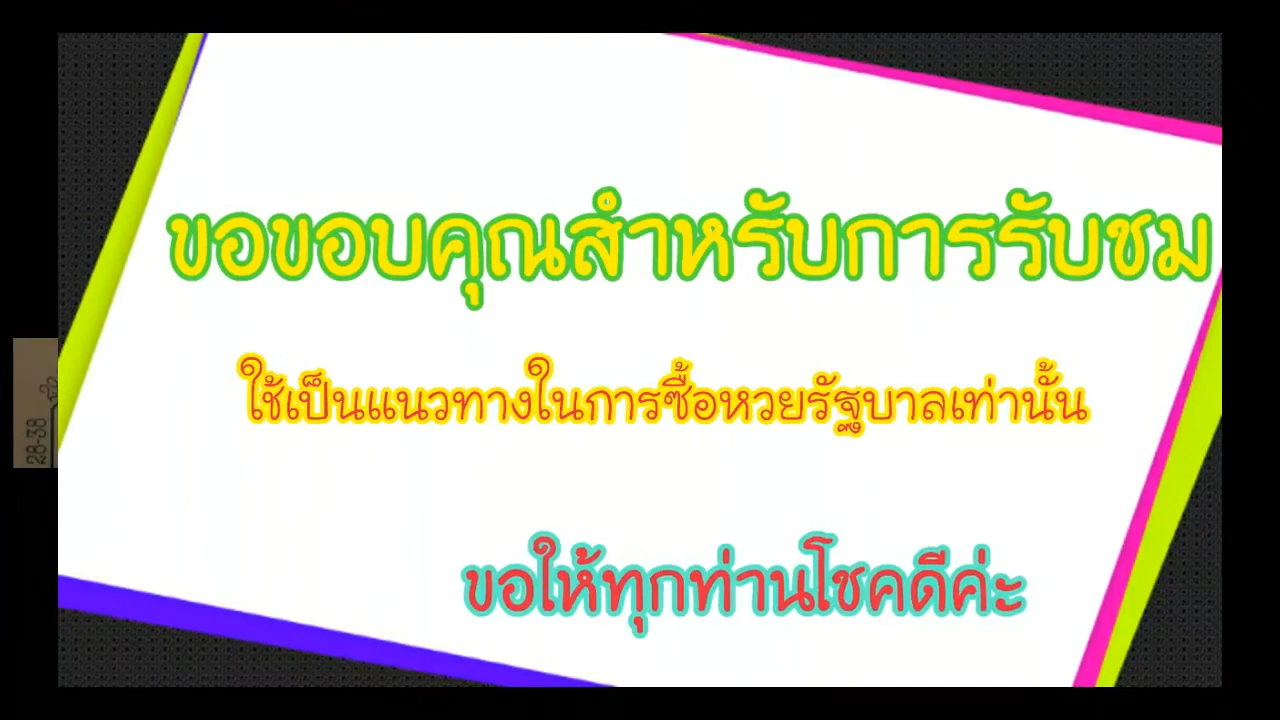 ขอขอบคุณสำหรับการรับชม
ใช้เป็นแนวทางในการซื้อหวยรัฐบาลเท่านั้น
28-38
ขอให้ทุกท่านโชคดีค่ะ